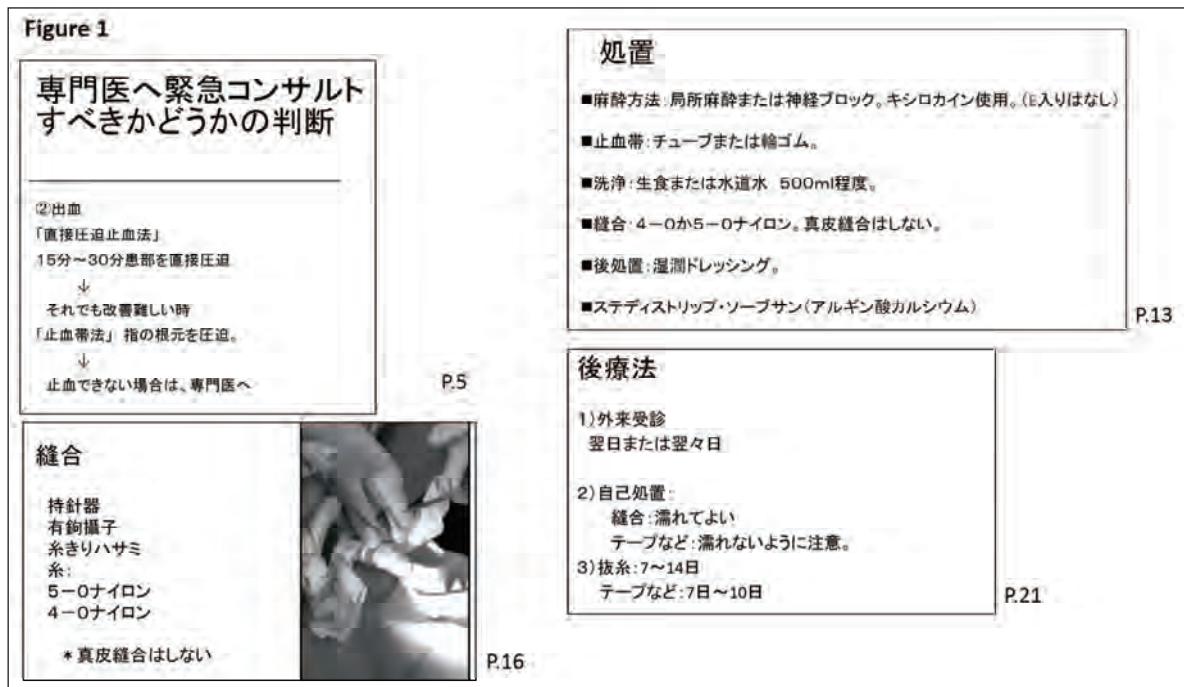 Figure 1
専門医へ緊急コンサルト
すべきかどうかの判断
②出血
「直接圧迫止血法」
15分～30分患部を直接圧迫
↓
それでも改善難しい時
「止血帯法」 指の根元を圧迫。
↓
止血できない場合は、専門医へ
P.5
縫合
持針器
有鉤攝子
糸きりハサミ
糸:
5－0ナイロン
4－0ナイロン
＊真皮縫合はしない
P.16
処置
■麻酔方法:局所麻酔または神経ブロック。キシロカイン使用。(E入りはなし)
■止血帯:チューブまたは輪ゴム。
■洗浄:生食または水道水 500ml程度。
■縫合:4－0か5－0ナイロン。真皮縫合はしない。
■後処置:湿潤ドレッシング。
■ステディストリップ・ソーブサン(アルギン酸カルシウム)
P.13
後療法
1)外来受診
翌日または翌々日
2)自己処置:
縫合:濡れてよい
テープなど:濡れないように注意。
3)抜糸:7～14日
テープなど:7日～10日
P.21